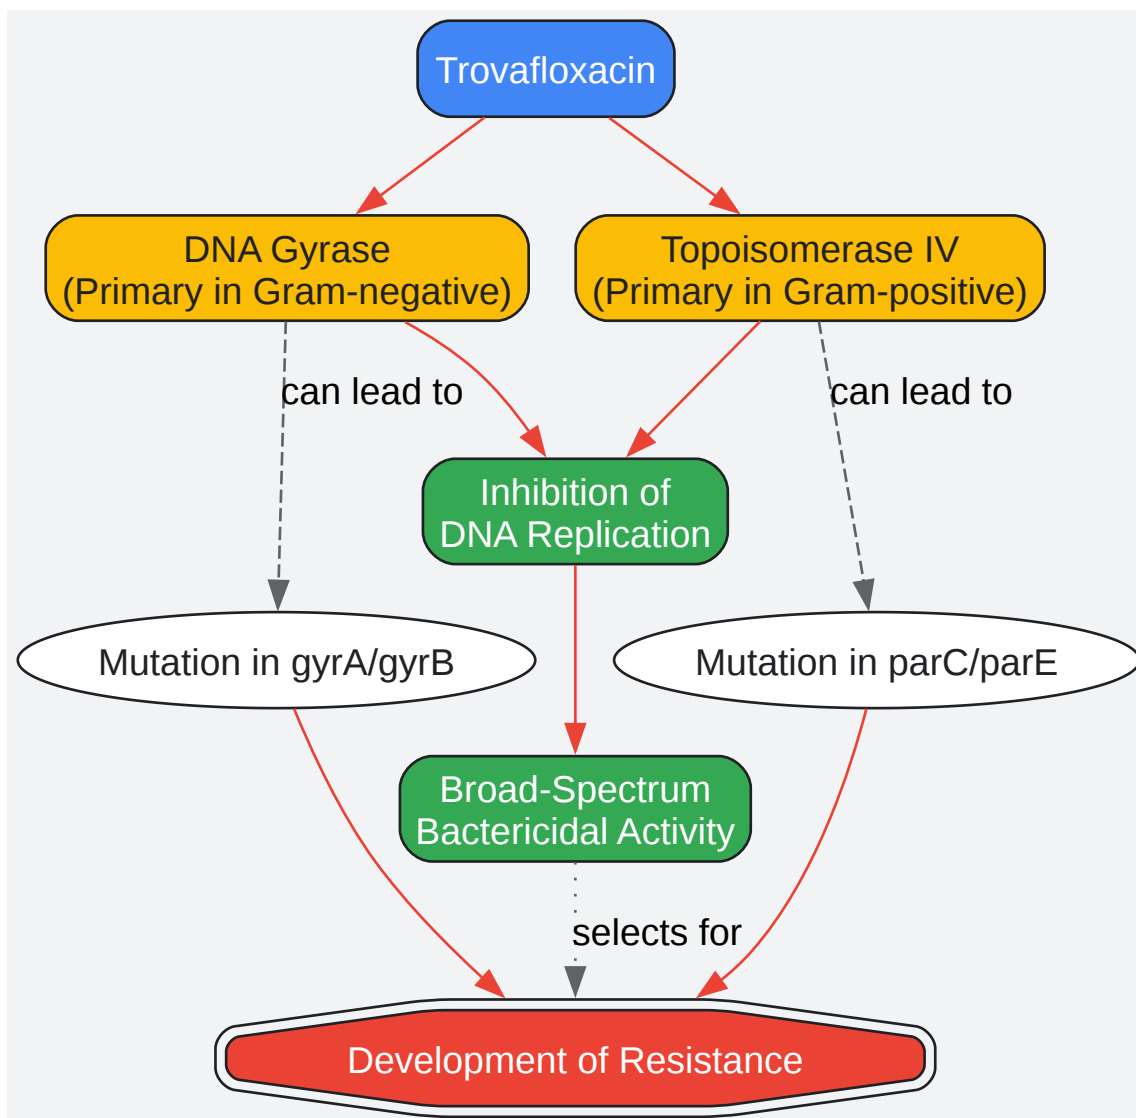 Trovafloxacin
DNA Gyrase
(Primary in Gram-negative)
Topoisomerase IV
(Primary in Gram-positive)
can lead to
can lead to
Inhibition of
DNA Replication
Mutation in gyrA/gyrB
Mutation in parC/parE
Broad-Spectrum
Bactericidal Activity
selects for
Development of Resistance